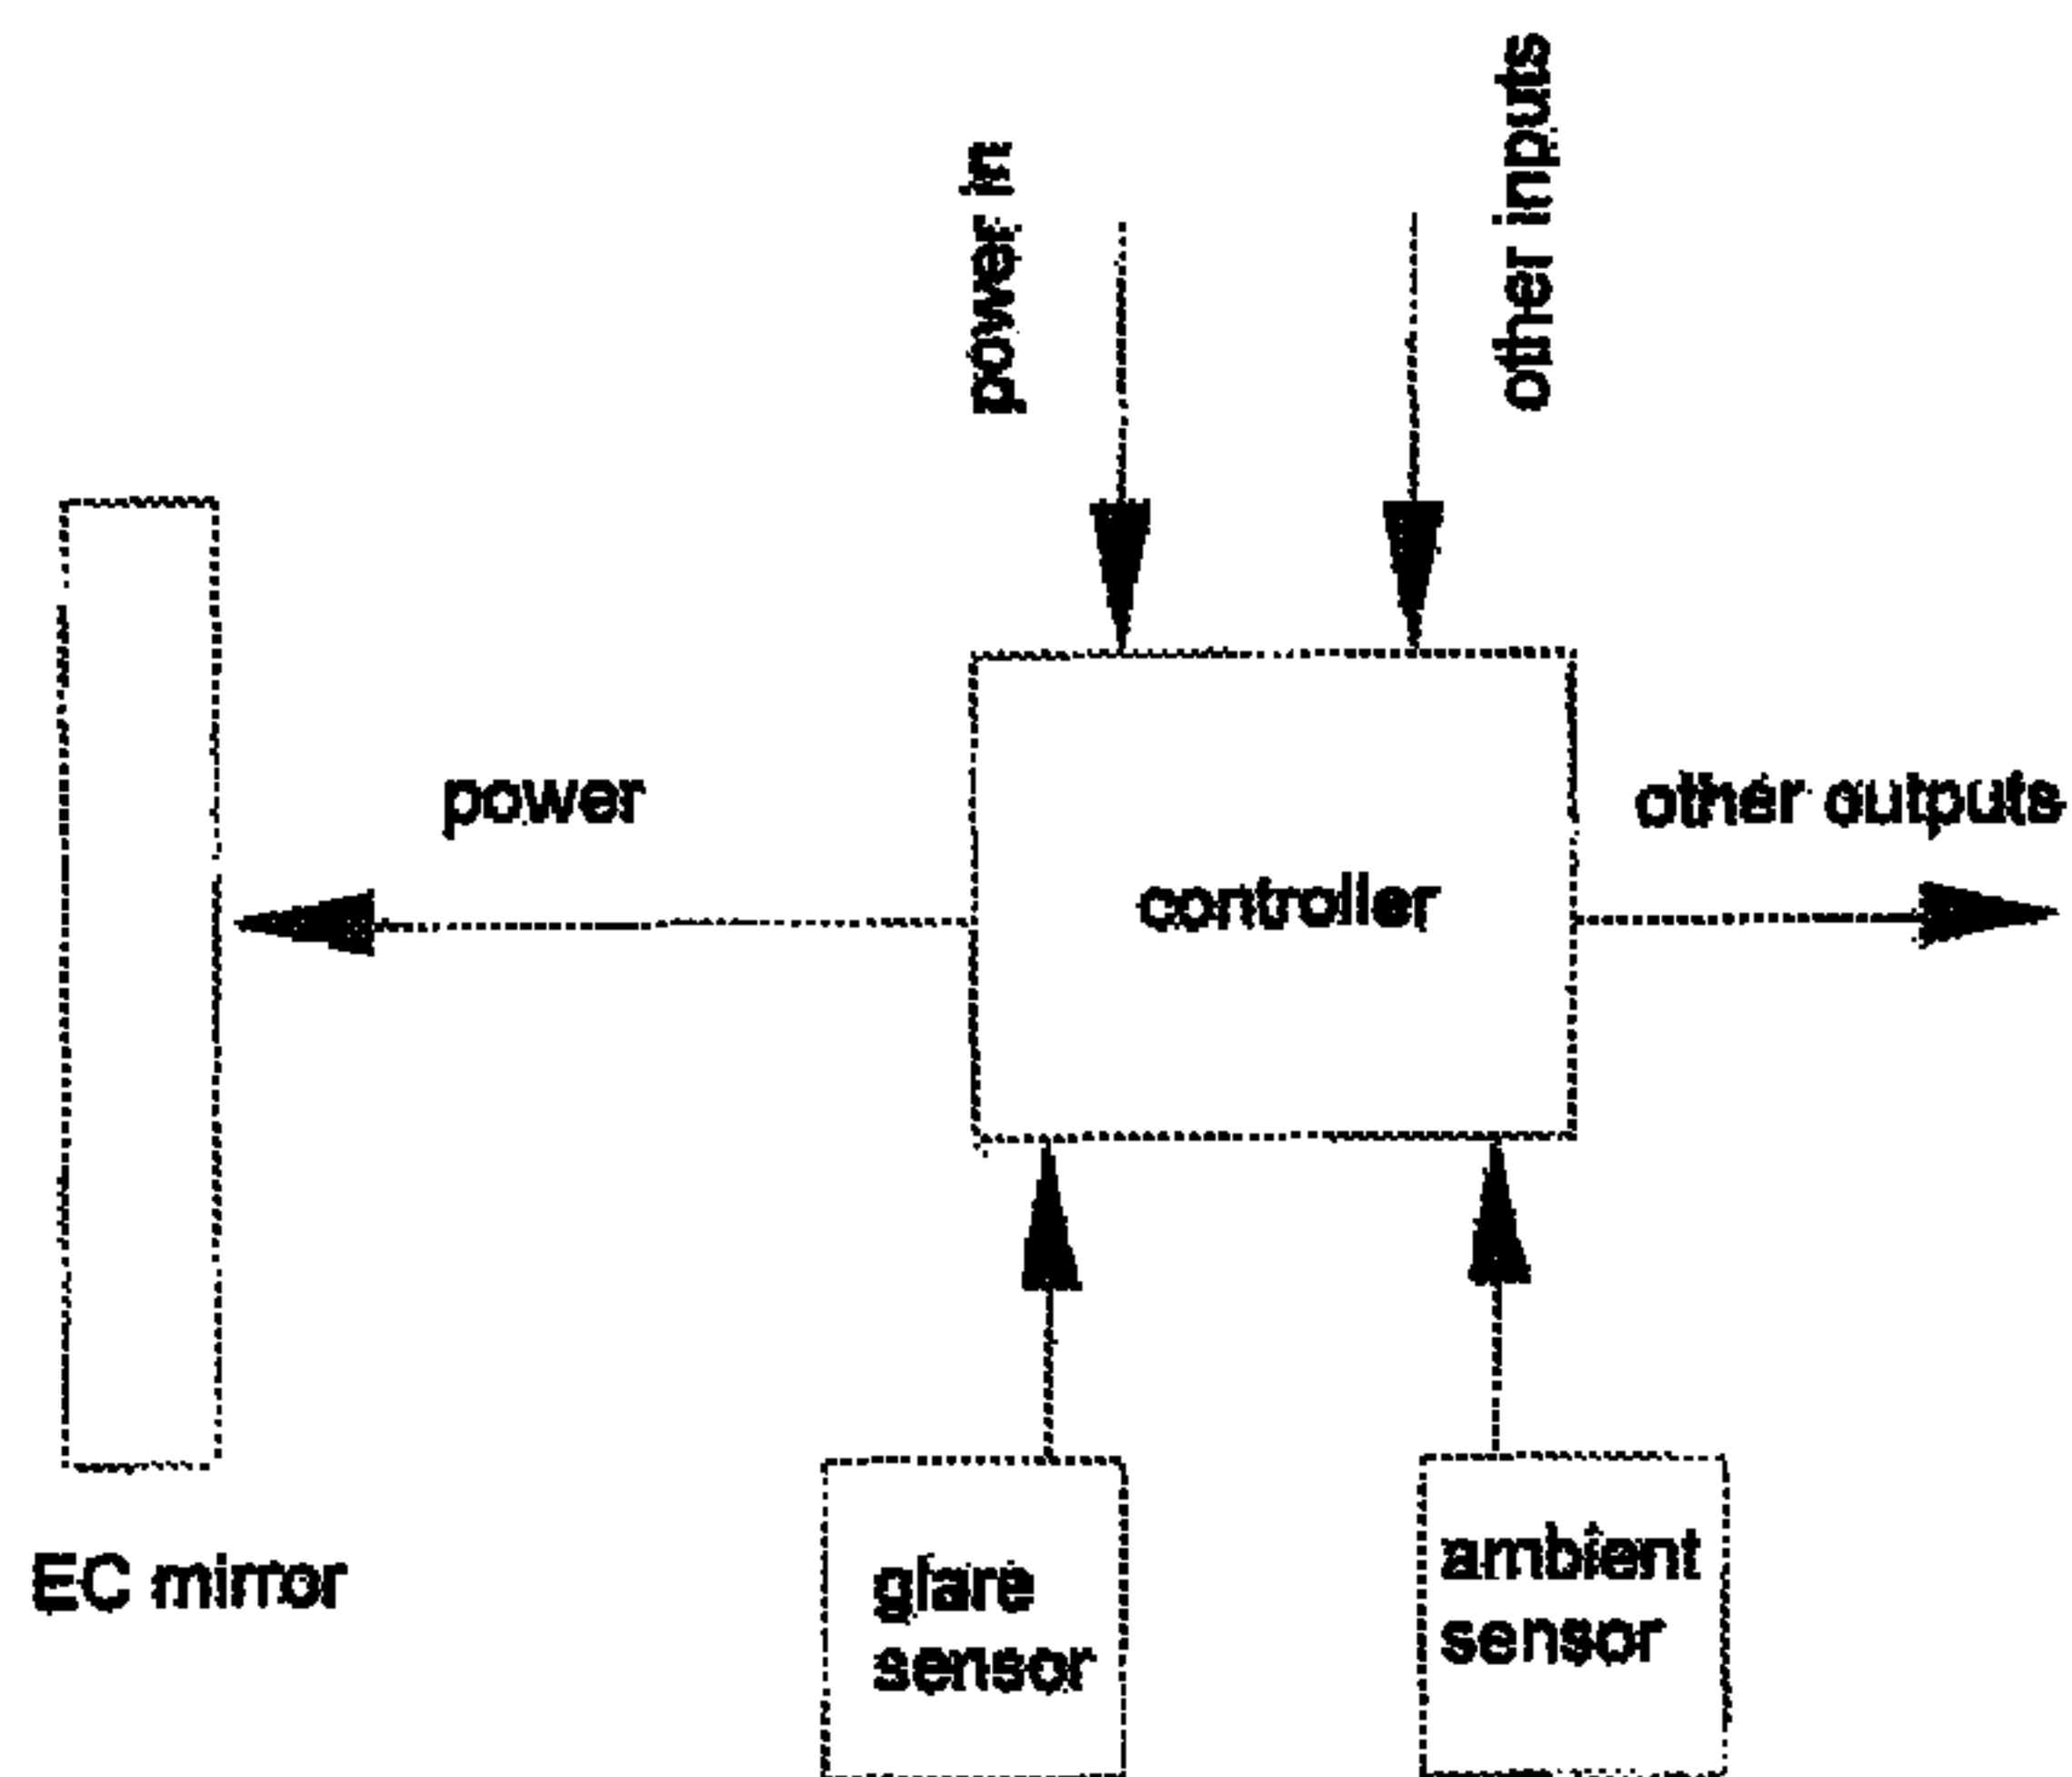 power in
other inputs
power
other outputs
controller
EC mirror
glare
sensor
ambient
sensor